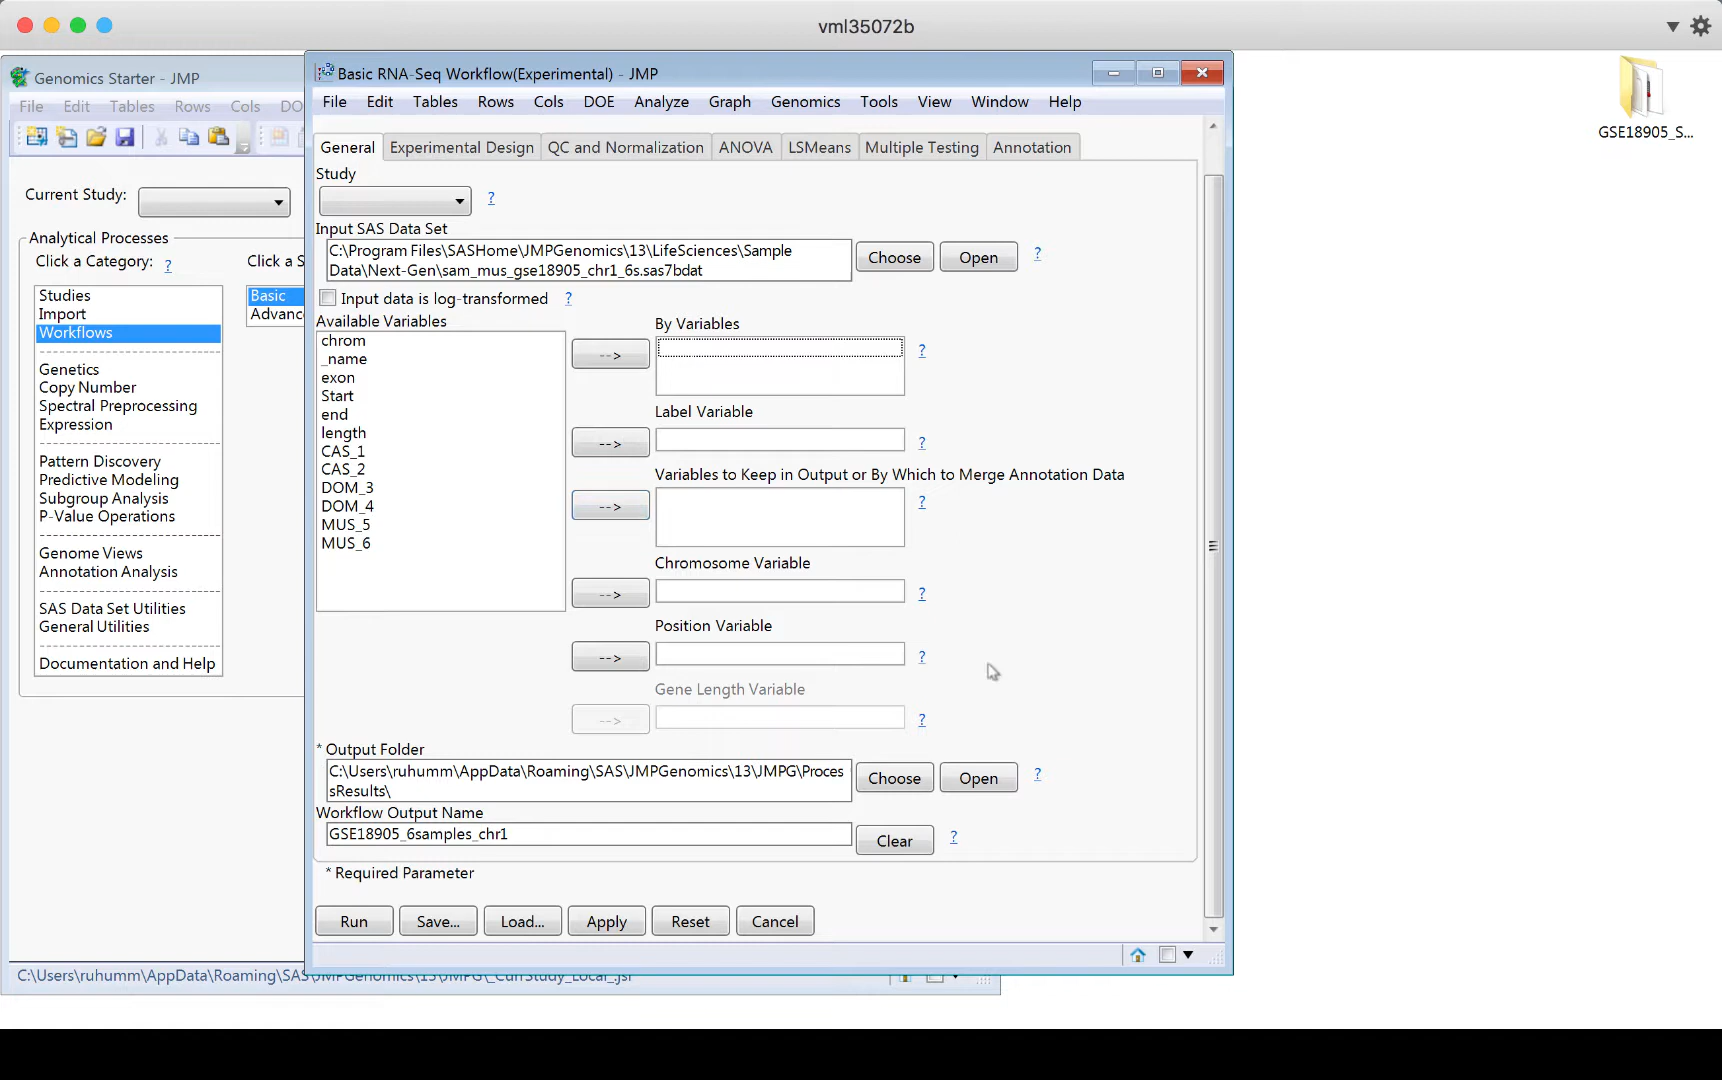 vml35072b
Genomics Starter - JMP
File Edit Tables Rows Cols DO
Current Study:
Analytical Processes
Click a Category: ? Click a S
Studies
Import
Workflows
Genetics
Copy Number
Spectral Preprocessing
Expression
Pattern Discovery
Predictive Modeling
Subgroup Analysis
P-Value Operations
Genome Views
Annotation Analysis
SAS Data Set Utilities
General Utilities
Documentation and Help
Basic
Advanc
C:\Users\ruhumm\AppData\Roaming\SAS\JMPGenomics\13\JMPG\_CurrStudy_Local_.jsl
Basic RNA-Seq Workflow(Experimental) - JMP
File Edit Tables Rows Cols DOE Analyze Graph Genomics Tools View Window Help
General Experimental Design QC and Normalization ANOVA LSMeans Multiple Testing Annotation
Study
?
Input SAS Data Set
C:\Program Files\SASHome\JMPGenomics\13\LifeSciences\Sample
Data\Next-Gen\sam_mus_gse18905_chr1_6s.sas7bdat
Choose Open ?
Input data is log-transformed ?
Available Variables
chrom
_name
exon
Start
end
length
CAS_1
CAS_2
DOM_3
DOM_4
MUS_5
MUS_6
By Variables
--> ?
Label Variable
--> ?
Variables to Keep in Output or By Which to Merge Annotation Data
--> ?
Chromosome Variable
--> ?
Position Variable
--> ?
Gene Length Variable
--> ?
* Output Folder
C:\Users\ruhumm\AppData\Roaming\SAS\JMPGenomics\13\JMPG\Proces
sResults\
Choose Open ?
Workflow Output Name
GSE18905_6samples_chr1
Clear ?
* Required Parameter
Run Save... Load... Apply Reset Cancel
GSE18905_S...